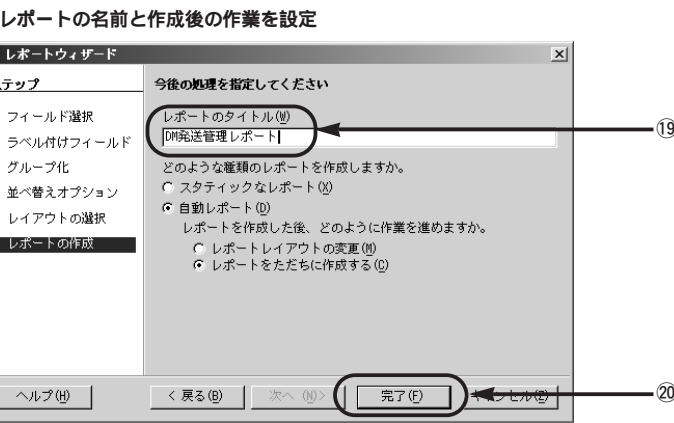 レポートの名前と作成後の作業を設定
レポートウィザード
テップ
今後の処理を指定してください
フィールド選択
ラベル付けフィールド
グループ化
並べ替えオプション
レイアウトの選択
レポートの作成
レポートのタイトル(W)
DM発送管理レポート
⑲
どのような種類のレポートを作成しますか。
スタティックなレポート(X)
自動レポート(D)
レポートを作成した後、どのように作業を進めますか。
レポートレイアウトの変更(M)
レポートをただちに作成する(C)
ヘルプ(H)
< 戻る(B)
次へ (N)>
完了(F)
キャンセル(Z)
⑳